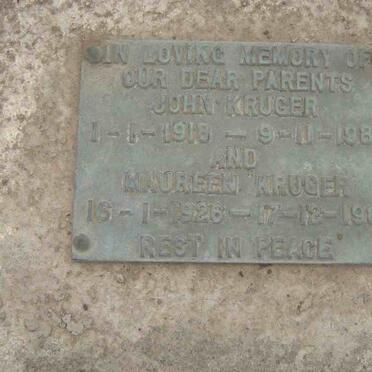 IN LOVING MEMORY OF
OUR DEAR PARENTS
JOHN KRUGER
1-1-1918 – 9-11-198
AND
MAUREEN KRUGER
16-1-1926 – 17-12-19
REST IN PEACE